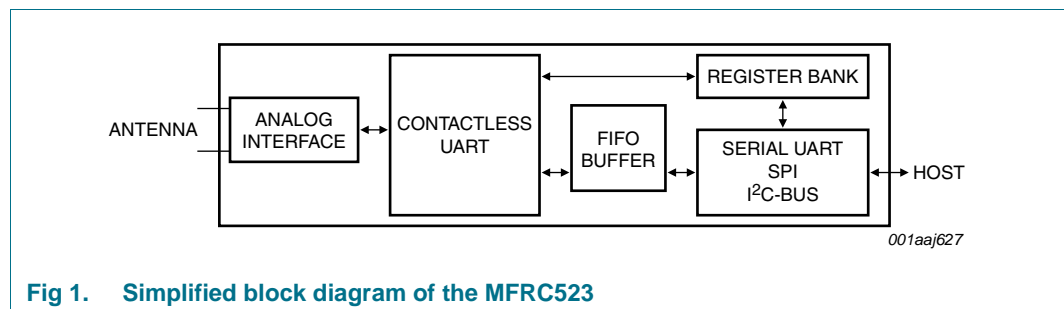 ANTENNA
ANALOG
INTERFACE
CONTACTLESS
UART
FIFO
BUFFER
REGISTER BANK
SERIAL UART
SPI
I²C-BUS
HOST
001aaj627
Fig 1. Simplified block diagram of the MFRC523